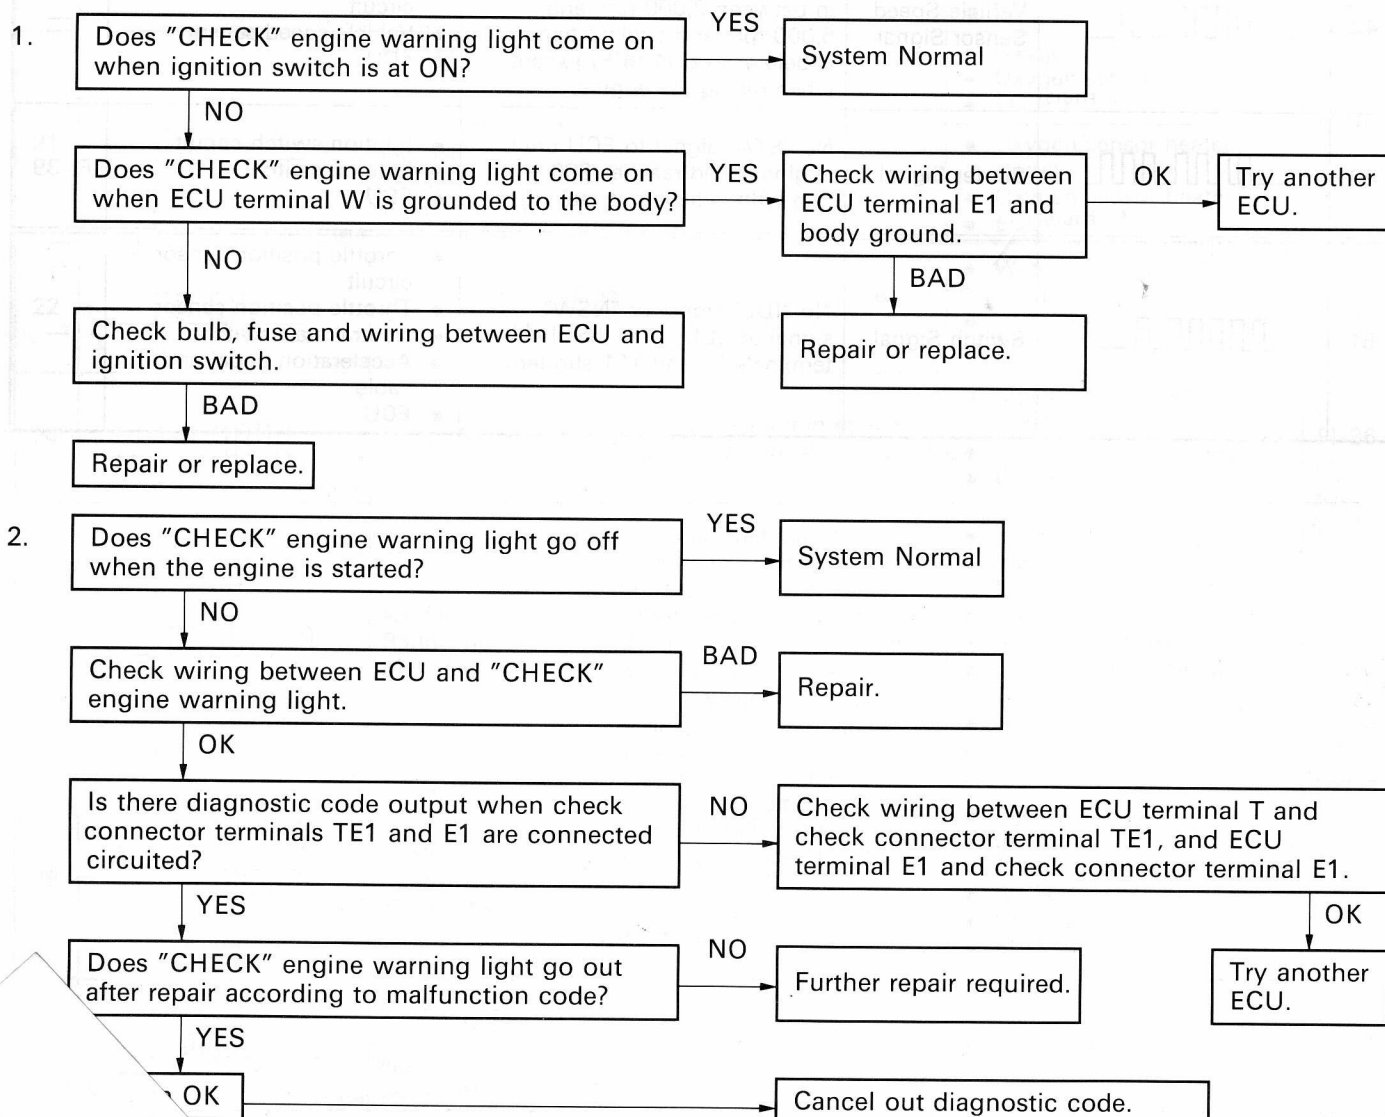 1.
Does "CHECK" engine warning light come on
when ignition switch is at ON?
YES
System Normal
NO
Does "CHECK" engine warning light come on
when ECU terminal W is grounded to the body?
YES
Check wiring between
ECU terminal E1 and
body ground.
OK
Try another
ECU.
NO
BAD
Check bulb, fuse and wiring between ECU and
ignition switch.
Repair or replace.
BAD
Repair or replace.
2.
Does "CHECK" engine warning light go off
when the engine is started?
YES
System Normal
NO
Check wiring between ECU and "CHECK"
engine warning light.
BAD
Repair.
OK
Is there diagnostic code output when check
connector terminals TE1 and E1 are connected
circuited?
NO
Check wiring between ECU terminal T and
check connector terminal TE1, and ECU
terminal E1 and check connector terminal E1.
YES
OK
Does "CHECK" engine warning light go out
after repair according to malfunction code?
NO
Further repair required.
Try another
ECU.
YES
OK
Cancel out diagnostic code.